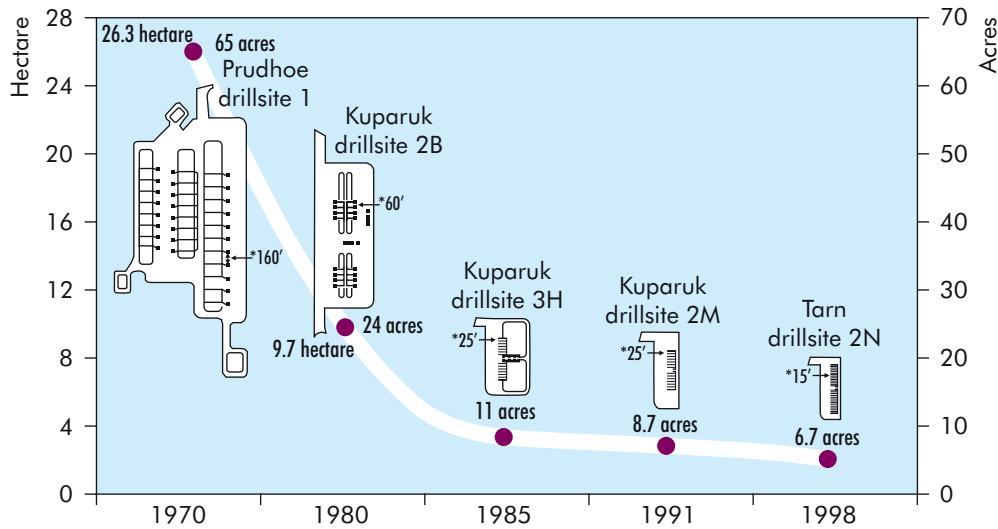 Hectare
28
24
20
16
12
8
4
0
Acres
70
60
50
40
30
20
10
0
26.3 hectare
65 acres
Prudhoe
drillsite 1
*160'
Kuparuk
drillsite 2B
*60'
9.7 hectare
24 acres
Kuparuk
drillsite 3H
*25'
11 acres
Kuparuk
drillsite 2M
*25'
8.7 acres
Tarn
drillsite 2N
*15'
6.7 acres
1970
1980
1985
1991
1998